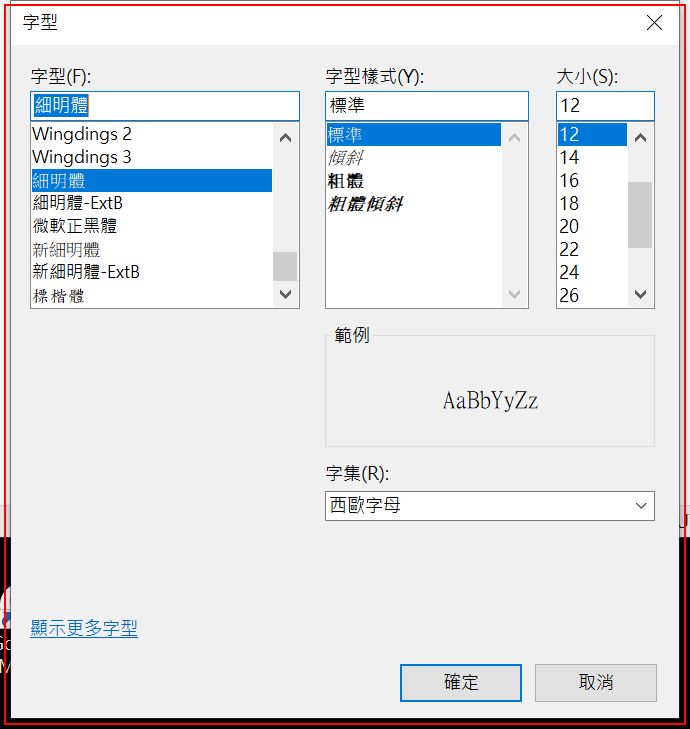 字型
字型(F):
細明體
Wingdings 2
Wingdings 3
細明體
細明體-ExtB
微軟正黑體
新細明體
新細明體-ExtB
標楷體
字型樣式(Y):
標準
標準
傾斜
粗體
粗體傾斜
大小(S):
12
12
14
16
18
20
22
24
26
範例
AaBbYyZz
字集(R):
西歐字母
顯示更多字型
確定
取消